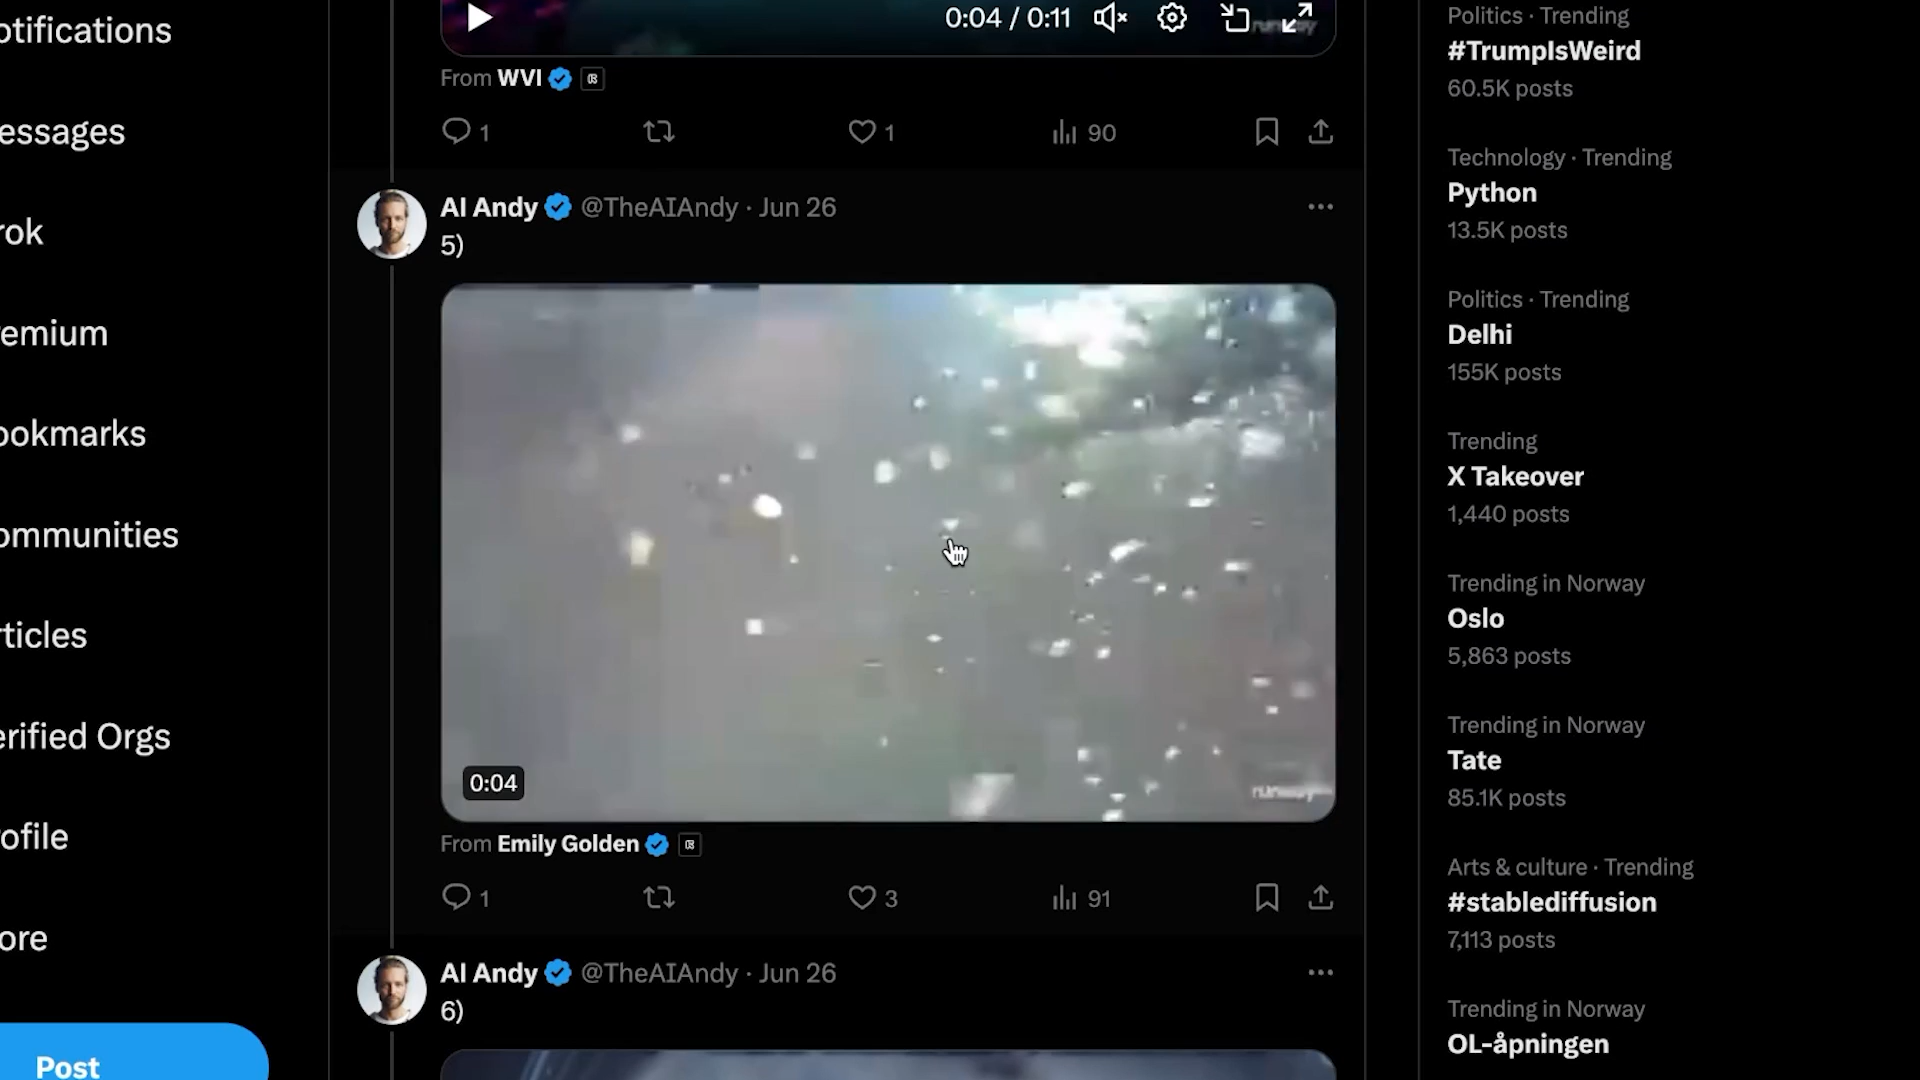 otifications
essages
rok
emium
ookmarks
ommunities
rticles
erified Orgs
rofile
ore
Post
0:04 / 0:11
runway
From WVI
1
1
90
AI Andy @TheAIAndy · Jun 26
5)
0:04
runway
From Emily Golden
1
3
91
AI Andy @TheAIAndy · Jun 26
6)
Politics · Trending
#TrumpIsWeird
60.5K posts
Technology · Trending
Python
13.5K posts
Politics · Trending
Delhi
155K posts
Trending
X Takeover
1,440 posts
Trending in Norway
Oslo
5,863 posts
Trending in Norway
Tate
85.1K posts
Arts & culture · Trending
#stablediffusion
7,113 posts
Trending in Norway
OL-åpningen